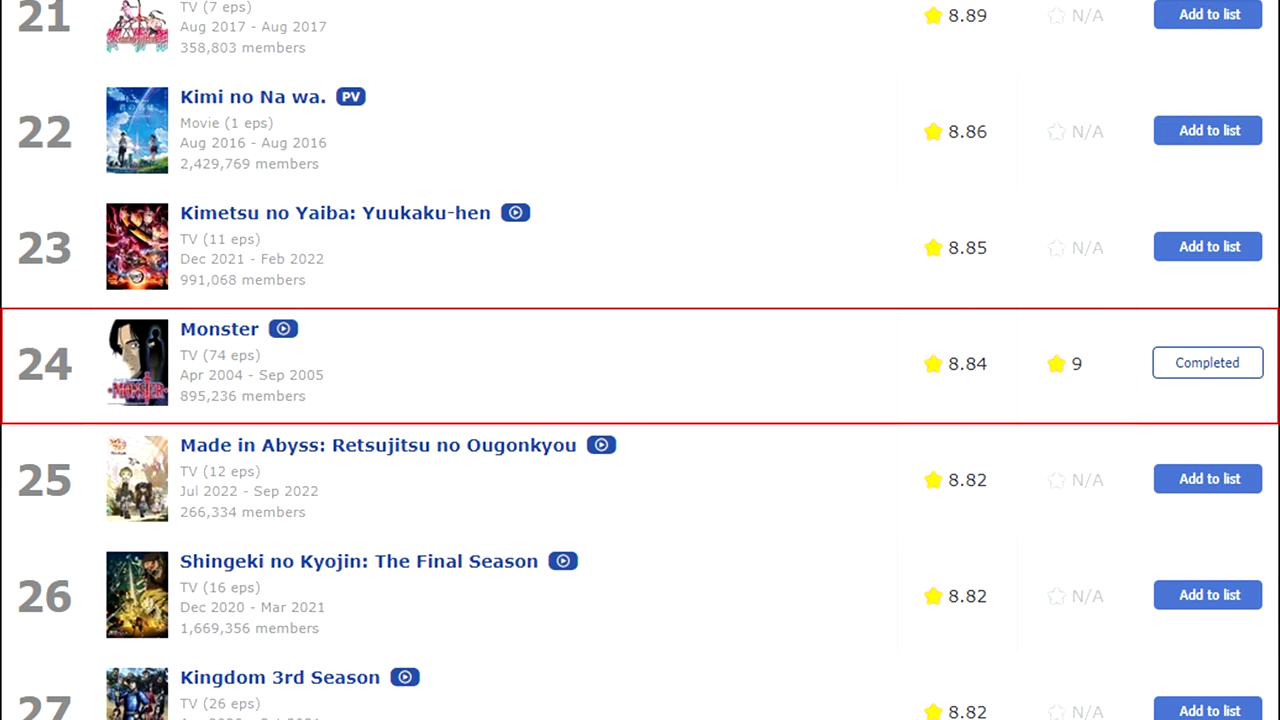 21
TV (7 eps)
Aug 2017 - Aug 2017
358,803 members
8.89
N/A
Add to list
22
Kimi no Na wa. PV
Movie (1 eps)
Aug 2016 - Aug 2016
2,429,769 members
8.86
N/A
Add to list
23
Kimetsu no Yaiba: Yuukaku-hen
TV (11 eps)
Dec 2021 - Feb 2022
991,068 members
8.85
N/A
Add to list
24
MONSTER
Monster
TV (74 eps)
Apr 2004 - Sep 2005
895,236 members
8.84
9
Completed
25
Made in Abyss: Retsujitsu no Ougonkyou
TV (12 eps)
Jul 2022 - Sep 2022
266,334 members
8.82
N/A
Add to list
26
Shingeki no Kyojin: The Final Season
TV (16 eps)
Dec 2020 - Mar 2021
1,669,356 members
8.82
N/A
Add to list
27
Kingdom 3rd Season
TV (26 eps)
8.82
N/A
Add to list